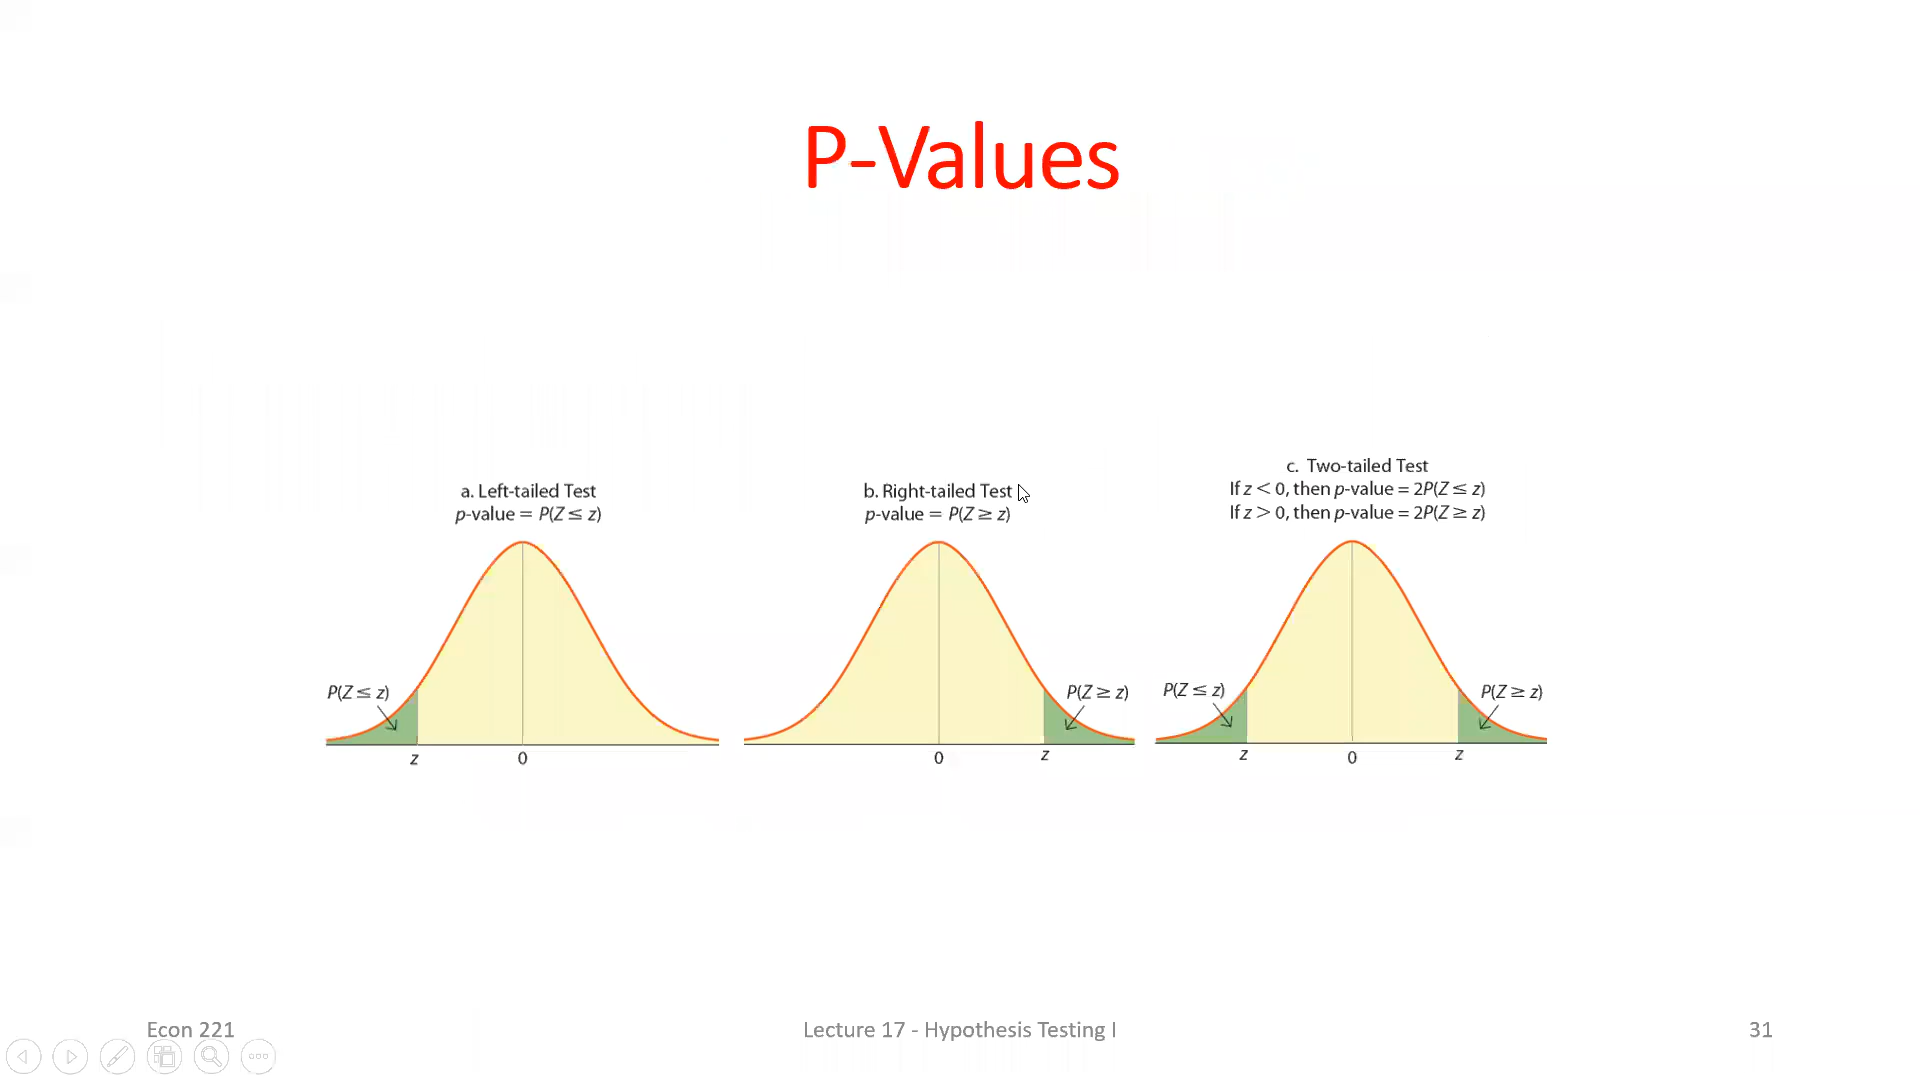 P-Values
a. Left-tailed Test
p-value = P(Z ≤ z)
b. Right-tailed Test
p-value = P(Z ≥ z)
c. Two-tailed Test
If z < 0, then p-value = 2P(Z ≤ z)
If z > 0, then p-value = 2P(Z ≥ z)
P(Z ≤ z)
z
0
P(Z ≥ z)
0
z
P(Z ≤ z)
P(Z ≥ z)
z
0
z
Econ 221
Lecture 17 - Hypothesis Testing I
31